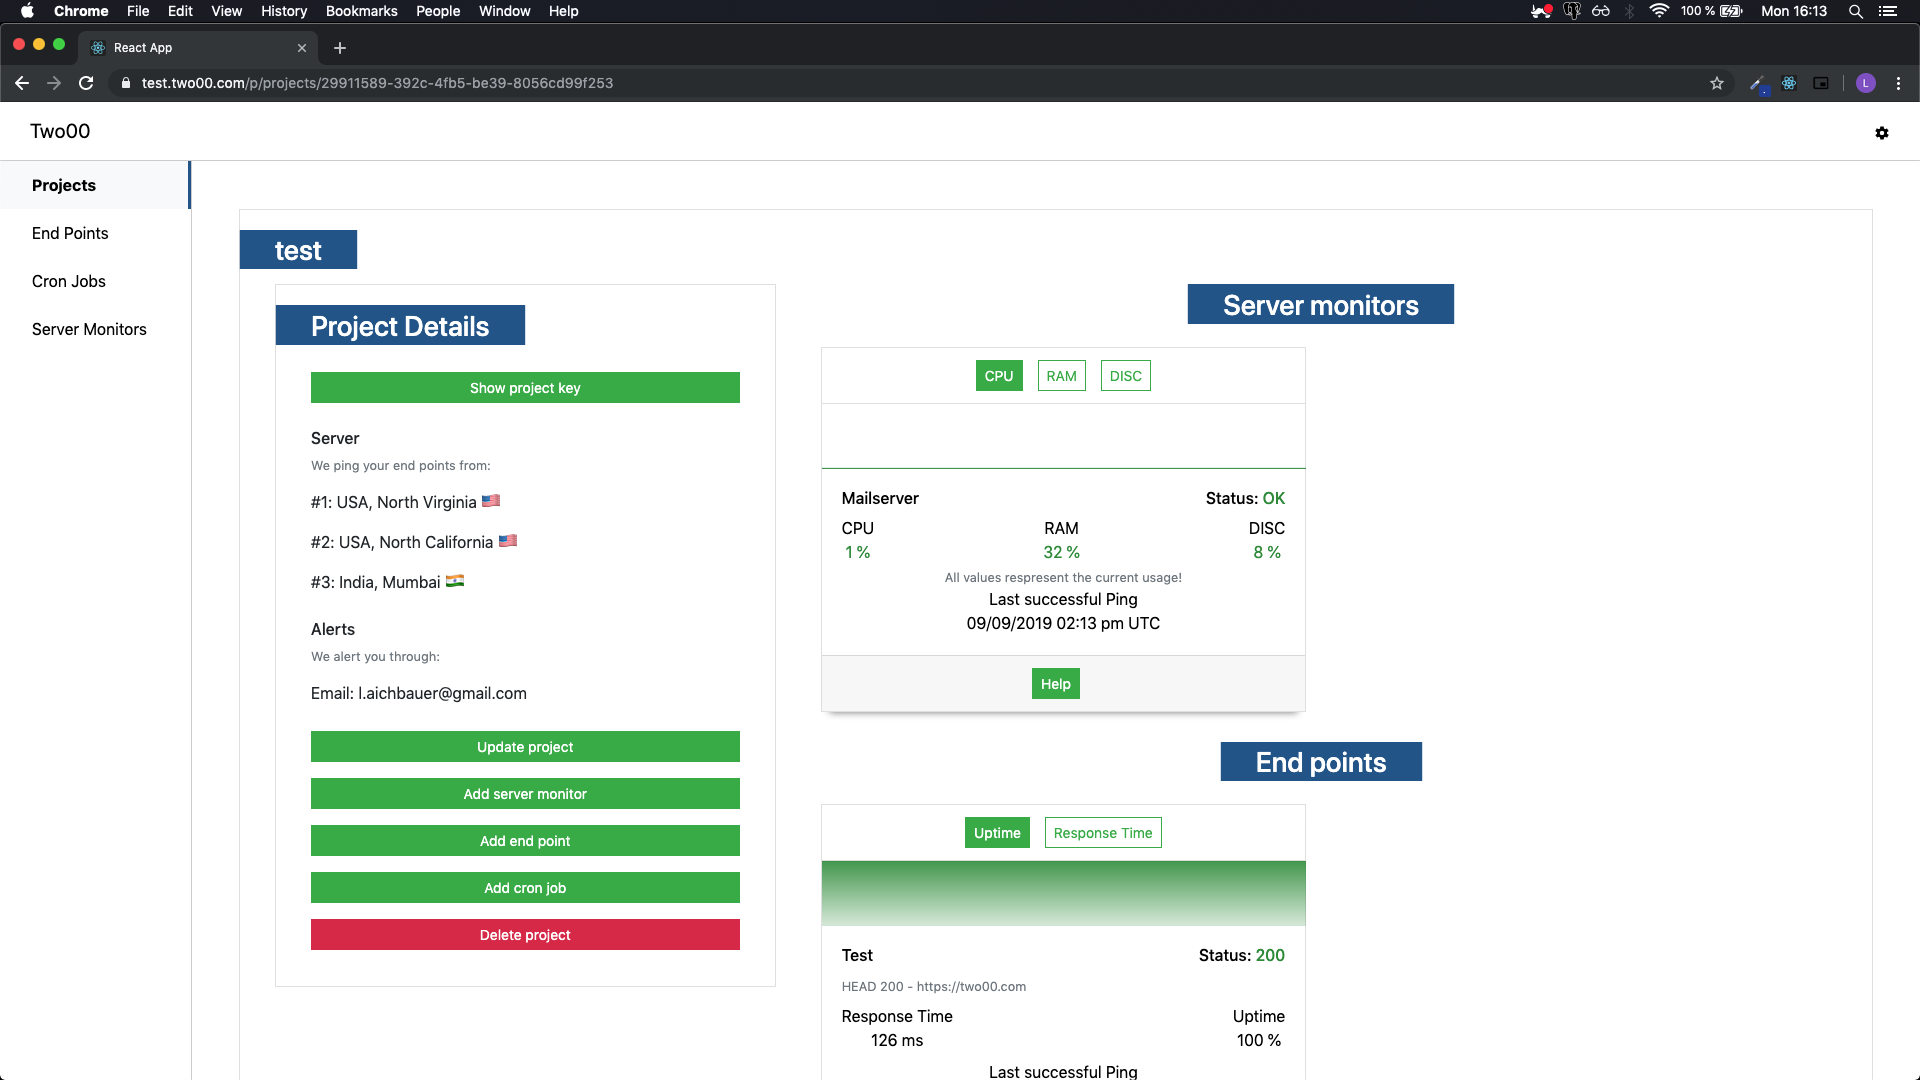 Chrome File Edit View History Bookmarks People Window Help 100 % Mon 16:13
React App
test.two00.com/p/projects/29911589-392c-4fb5-be39-8056cd99f253 L
Two00
Projects
End Points
Cron Jobs
Server Monitors
test
Project Details
Show project key
Server
We ping your end points from:
#1: USA, North Virginia 🇺🇸
#2: USA, North California 🇺🇸
#3: India, Mumbai 🇮🇳
Alerts
We alert you through:
Email: l.aichbauer@gmail.com
Update project
Add server monitor
Add end point
Add cron job
Delete project
Server monitors
CPU RAM DISC
Mailserver Status: OK
CPU RAM DISC
1 % 32 % 8 %
All values respresent the current usage!
Last successful Ping
09/09/2019 02:13 pm UTC
Help
End points
Uptime Response Time
Test Status: 200
HEAD 200 - https://two00.com
Response Time Uptime
126 ms 100 %
Last successful Ping